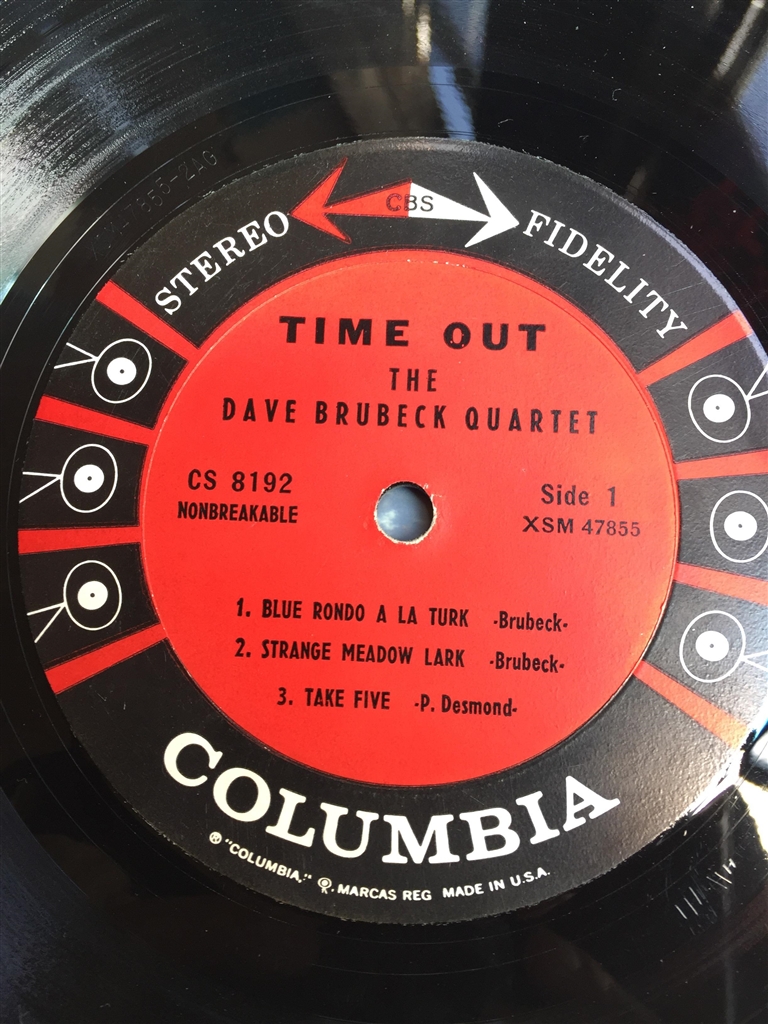 STEREO CBS FIDELITY
TIME OUT
THE
DAVE BRUBECK QUARTET
CS 8192
NONBREAKABLE
Side 1
XSM 47855
1. BLUE RONDO A LA TURK -Brubeck-
2. STRANGE MEADOW LARK -Brubeck-
3. TAKE FIVE -P. Desmond-
COLUMBIA
® "COLUMBIA," MARCAS REG MADE IN U.S.A.